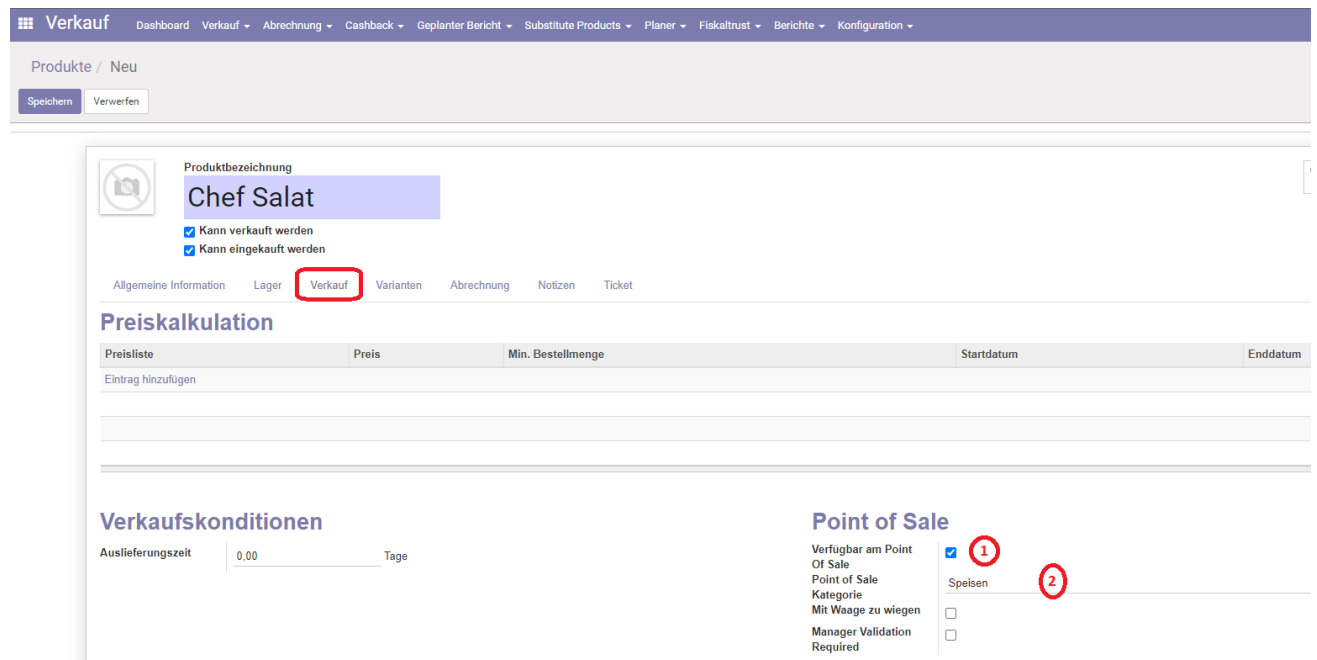 Verkauf Dashboard Verkauf Abrechnung Cashback Geplanter Bericht Substitute Products Planer Fiskaltrust Berichte Konfiguration
Produkte / Neu
Speichern Verwerfen
Produktbezeichnung
Chef Salat
Kann verkauft werden
Kann eingekauft werden
Allgemeine Information Lager Verkauf Varianten Abrechnung Notizen Ticket
Preiskalkulation
Preisliste Preis Min. Bestellmenge Startdatum Enddatum
Eintrag hinzufügen
Verkaufskonditionen
Auslieferungszeit 0,00 Tage
Point of Sale
Verfügbar am Point
Of Sale
1
Point of Sale
Kategorie
Speisen 2
Mit Waage zu wiegen
Manager Validation
Required